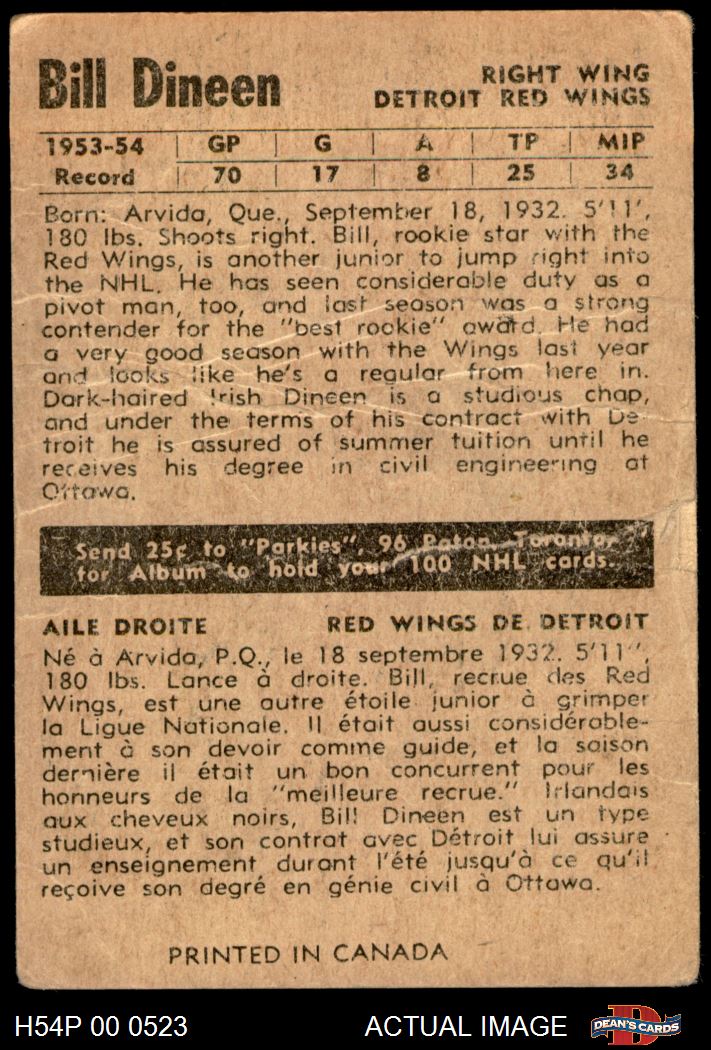 Bill Dineen
RIGHT WING
DETROIT RED WINGS
1953-54 GP G A TP MIP
Record 70 17 8 25 34
Born: Arvida, Que., September 18, 1932. 5'11',
180 lbs. Shoots right. Bill, rookie star with the
Red Wings, is another junior to jump right into
the NHL. He has seen considerable duty as a
pivot man, too, and last season was a strong
contender for the "best rookie" award. He had
a very good season with the Wings last year
and looks like he's a regular from here in.
Dark-haired Irish Dineen is a studious chap,
and under the terms of his contract with De-
troit he is assured of summer tuition until he
receives his degree in civil engineering at
Ottawa.
Send 25¢ to "Parkies", 96 Paton Toronto,
for Album to hold your 100 NHL cards.
AILE DROITE RED WINGS DE DETROIT
Né à Arvida, P.Q., le 18 septembre 1932. 5'11",
180 lbs. Lance à droite. Bill, recrue des Red
Wings, est une autre étoile junior à grimper
la Ligue Nationale. Il était aussi considérable-
ment à son devoir comme guide, et la saison
dernière il était un bon concurrent pour les
honneurs de la "meilleure recrue." Irlandais
aux cheveux noirs, Bill Dineen est un type
studieux, et son contrat avec Détroit lui assure
un enseignement durant l'été jusqu'à ce qu'il
reçoive son degré en génie civil à Ottawa.
PRINTED IN CANADA
H54P 00 0523 ACTUAL IMAGE DEAN'S CARDS